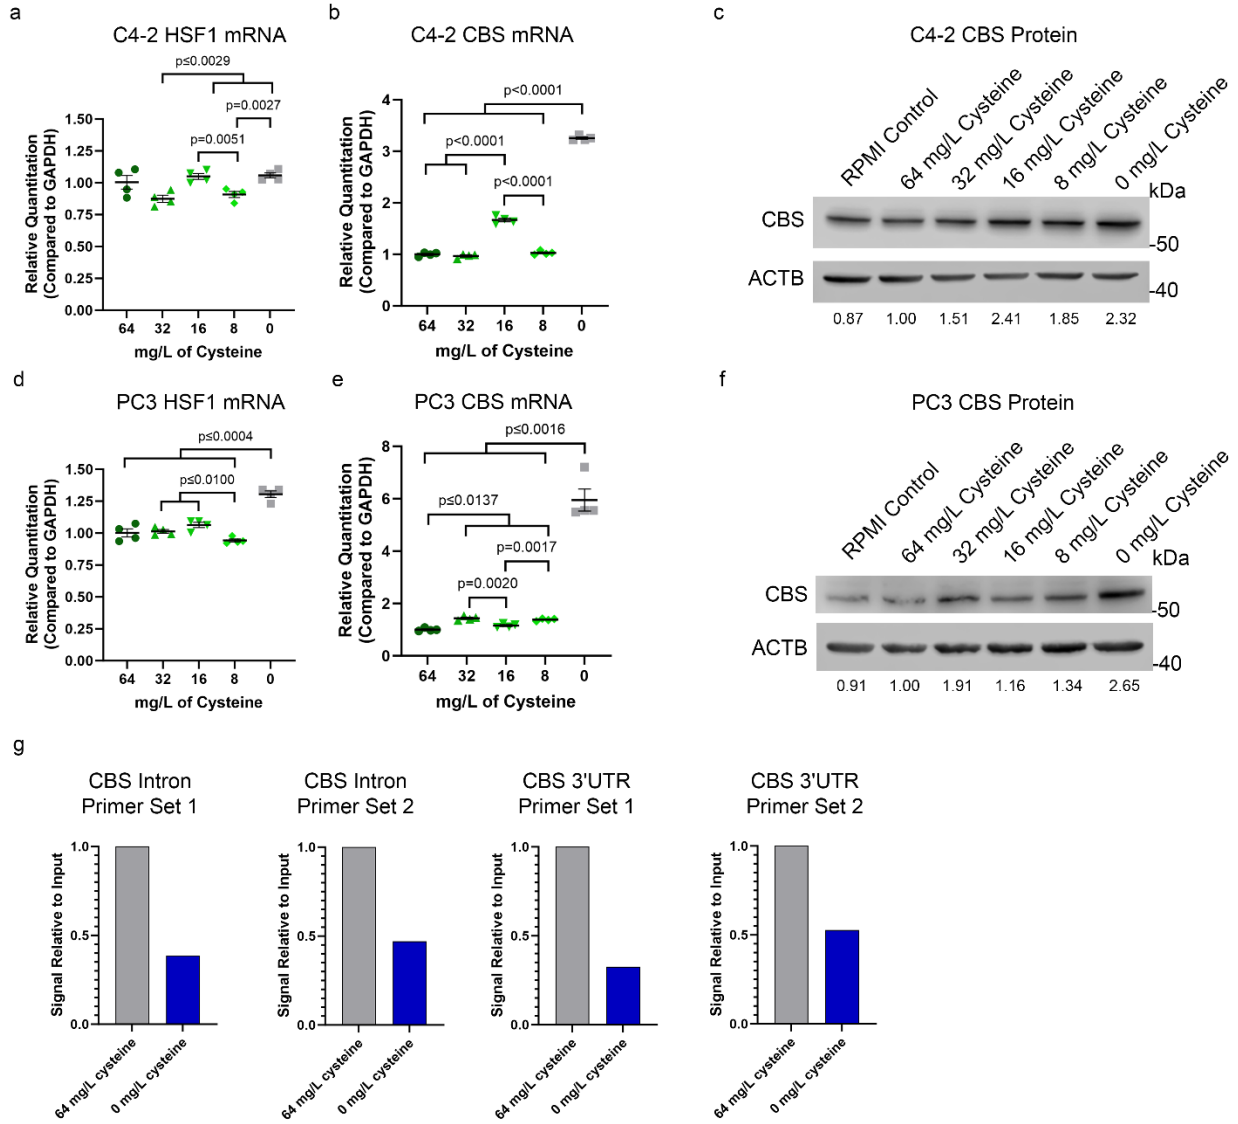 a
C4-2 HSF1 mRNA
p≤0.0029
p=0.0027
p=0.0051
Relative Quantitation
(Compared to GAPDH)
1.50
1.25
1.00
0.75
0.50
0.25
0.00
64 32 16 8 0
mg/L of Cysteine
b
C4-2 CBS mRNA
p<0.0001
p<0.0001
p<0.0001
Relative Quantitation
(Compared to GAPDH)
4
3
2
1
0
64 32 16 8 0
mg/L of Cysteine
c
C4-2 CBS Protein
RPMI Control
64 mg/L Cysteine
32 mg/L Cysteine
16 mg/L Cysteine
8 mg/L Cysteine
0 mg/L Cysteine
kDa
CBS
-50
ACTB
-40
0.87 1.00 1.51 2.41 1.85 2.32
d
PC3 HSF1 mRNA
p≤0.0004
p≤0.0100
Relative Quantitation
(Compared to GAPDH)
1.50
1.25
1.00
0.75
0.50
0.25
0.00
64 32 16 8 0
mg/L of Cysteine
e
PC3 CBS mRNA
p≤0.0016
p≤0.0137
p=0.0017
p=0.0020
Relative Quantitation
(Compared to GAPDH)
8
6
4
2
0
64 32 16 8 0
mg/L of Cysteine
f
PC3 CBS Protein
RPMI Control
64 mg/L Cysteine
32 mg/L Cysteine
16 mg/L Cysteine
8 mg/L Cysteine
0 mg/L Cysteine
kDa
CBS
-50
ACTB
-40
0.91 1.00 1.91 1.16 1.34 2.65
g
CBS Intron
Primer Set 1
Signal Relative to Input
1.0
0.5
0.0
64 mg/L cysteine
0 mg/L cysteine
CBS Intron
Primer Set 2
Signal Relative to Input
1.0
0.5
0.0
64 mg/L cysteine
0 mg/L cysteine
CBS 3'UTR
Primer Set 1
Signal Relative to Input
1.0
0.5
0.0
64 mg/L cysteine
0 mg/L cysteine
CBS 3'UTR
Primer Set 2
Signal Relative to Input
1.0
0.5
0.0
64 mg/L cysteine
0 mg/L cysteine